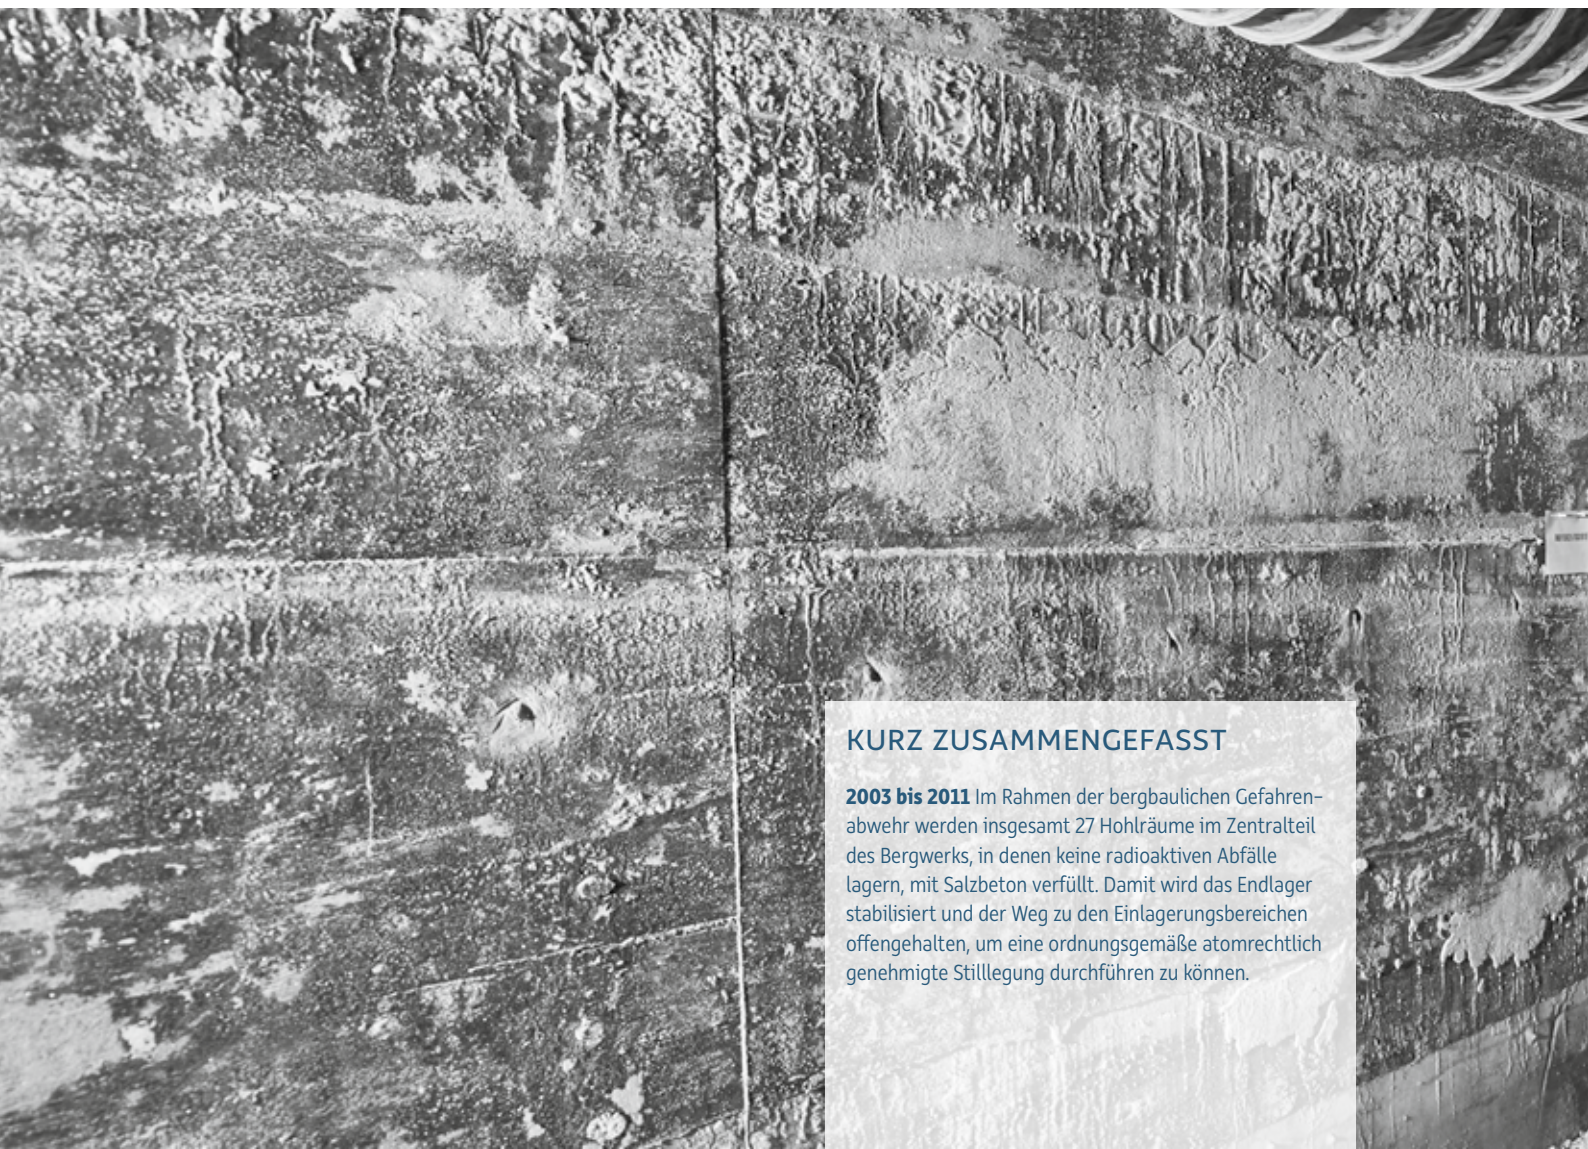 KURZ ZUSAMMENGEFASST
2003 bis 2011 Im Rahmen der bergbaulichen Gefahren-
abwehr werden insgesamt 27 Hohlräume im Zentralteil
des Bergwerks, in denen keine radioaktiven Abfälle
lagern, mit Salzbeton verfüllt. Damit wird das Endlager
stabilisiert und der Weg zu den Einlagerungsbereichen
offengehalten, um eine ordnungsgemäße atomrechtlich
genehmigte Stilllegung durchführen zu können.